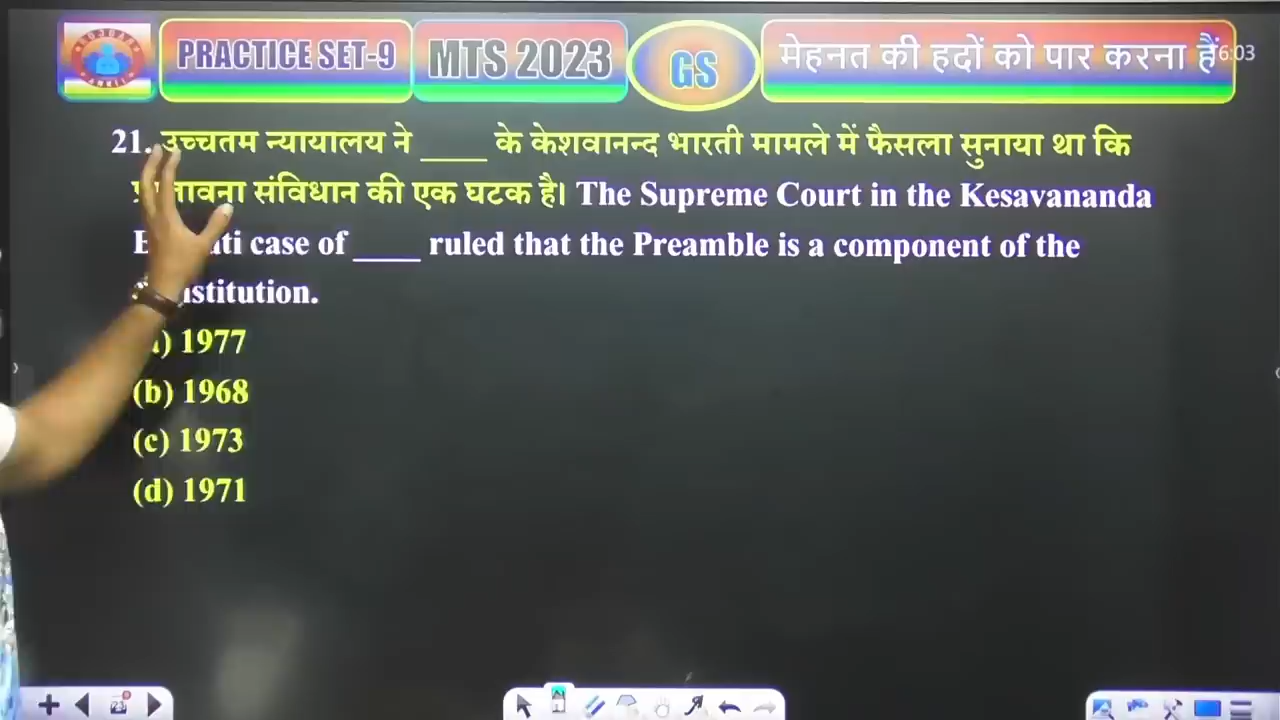 PRACTICE SET-9
MTS 2023
GS
मेहनत की हदों को पार करना हैं
16:03
21. उच्चतम न्यायालय ने ____ के केशवानन्द भारती मामले में फैसला सुनाया था कि
संविधान की एक घटक है। The Supreme Court in the Kesavananda
case of ____ ruled that the Preamble is a component of the
(a) 1977
(b) 1968
(c) 1973
(d) 1971